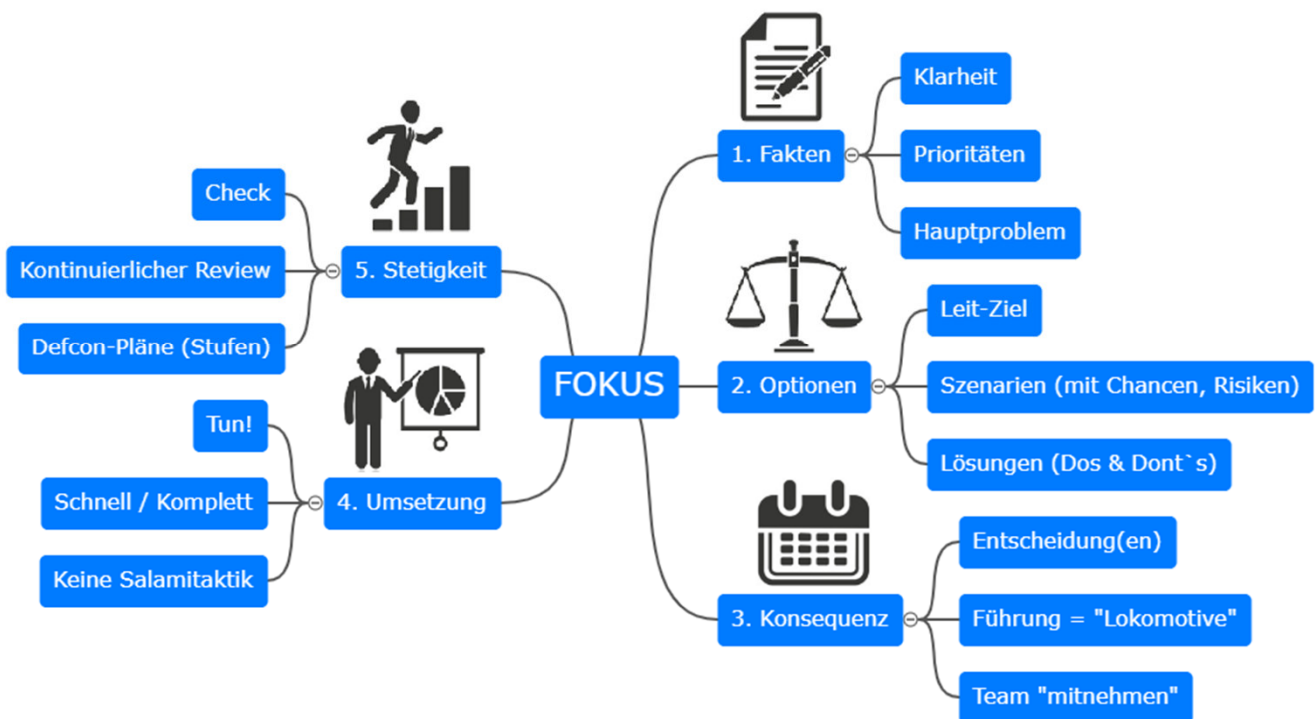 FOKUS
1. Fakten
Klarheit
Prioritäten
Hauptproblem
2. Optionen
Leit-Ziel
Szenarien (mit Chancen, Risiken)
Lösungen (Dos & Dont`s)
3. Konsequenz
Entscheidung(en)
Führung = "Lokomotive"
Team "mitnehmen"
4. Umsetzung
Tun!
Schnell / Komplett
Keine Salamitaktik
5. Stetigkeit
Check
Kontinuierlicher Review
Defcon-Pläne (Stufen)